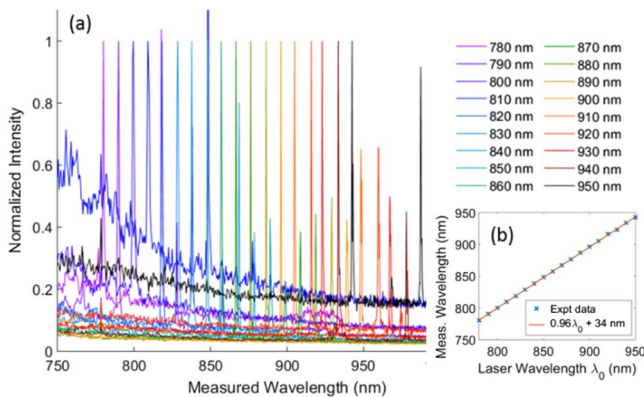 (a)
1
0.8
0.6
0.4
0.2
0
Normalized Intensity
750
800
850
900
950
Measured Wavelength (nm)
780 nm
790 nm
800 nm
810 nm
820 nm
830 nm
840 nm
850 nm
860 nm
870 nm
880 nm
890 nm
900 nm
910 nm
920 nm
930 nm
940 nm
950 nm
(b)
950
900
850
800
750
Meas. Wavelength (nm)
Expt data
0.96λ0 + 34 nm
800
850
900
950
Laser Wavelength λ0 (nm)